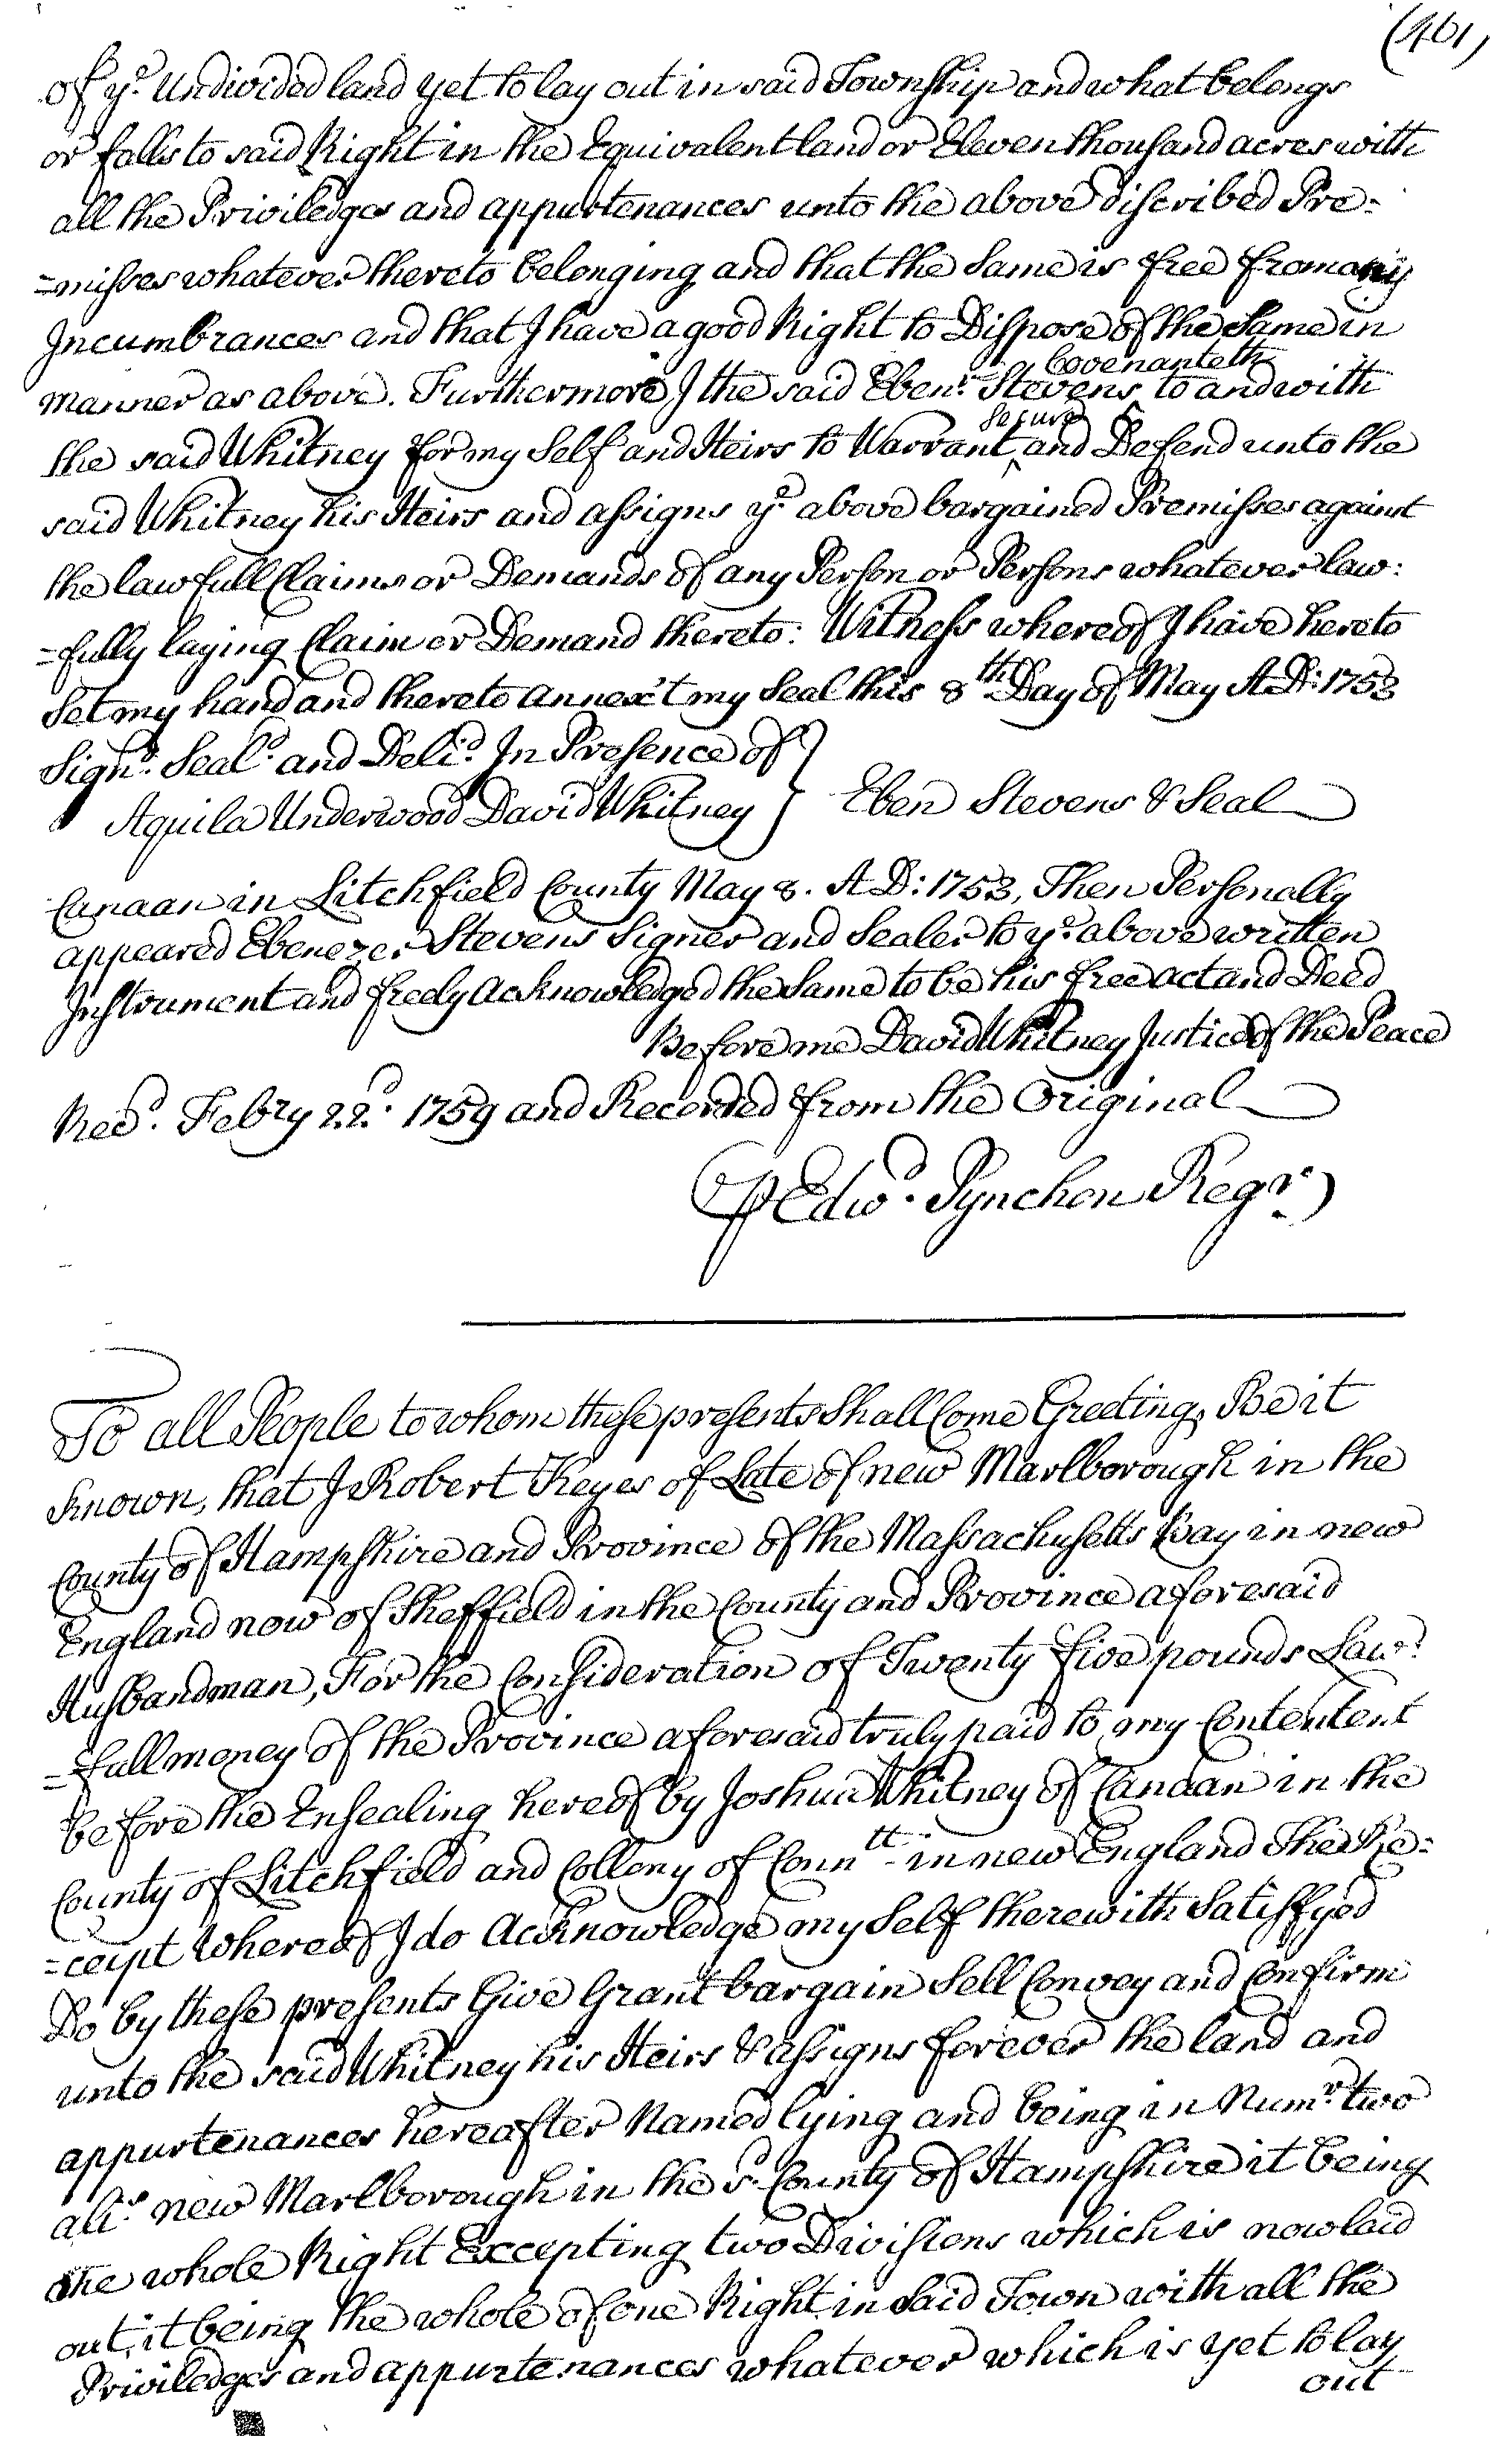 (461)
of yͤ Undivided land yet to lay out in said Township and what belongs
or falls to said Right in the Equivalent land or Eleven thousand acres with
all the Priviledges and appurtenances unto the above discribed Pre:
=misses whatever thereto belonging and that the Same is free from any
Incumbrances and that I have a good Right to Dispose of the Same in
Covenanteth
manner as above. Furthermore I the said Ebenr. Stevens ‸ to and with
Secure
the said Whitney for my Self and Heirs to Warrant ‸ and Defend unto the
said Whitney his Heirs and assigns yͤ above bargained Premisses against
the lawfull Claims or Demands of any Person or Persons whatever law:
=fully laying Claim or Demand thereto: Witness whereof I have hereto
Set my hand and thereto annex't my Seal this 8th Day of May A D: 1753
Signd. Seald. and Delid. In Presence of
Aquila Underwood David Whitney } Eben Stevens & Seal
Canaan in Litchfield County May 8. A D: 1753, Then Personally
appeared Ebenezer Stevens Signer and Sealer to yͤ above written
Instrument and freely Acknowledged the Same to be his free act and Deed
Before me David Whitney Justice of the Peace
Recd. Febry 22d. 1759 and Recorded from the Original
⅌ Edwd. Pynchon Regr.
To all People to whom these presents Shall Come Greeting, Be it
Known, that I Robert Keyes of Late of new Marlborough in the
County of Hampshire and Province of the Massachusetts Bay in new
England now of Sheffield in the County and Province aforesaid
Husbandman, For the Consideration of Twenty five pounds Law:
=full money of the Province aforesaid truly paid to my Contentent
before the Ensealing hereof by Joshua Whitney of Canaan in the
County of Litchfield and Collony of Conntt. in new England The Re:
=ceipt Whereof I do Acknowledge my Self therewith Satisfyed
Do by these presents Give Grant bargain Sell Convey and Confirm
unto the said Whitney his Heirs & assigns forever the land and
appurtenances hereafter Named lying and being in Numr. two
alis. new Marlborough in the sd. County of Hampshire it being
the whole Right Excepting two Divisions which is now laid
out, it being the whole of one Right in Said Town with all the
Priviledges and appurtenances whatever which is yet to lay
out